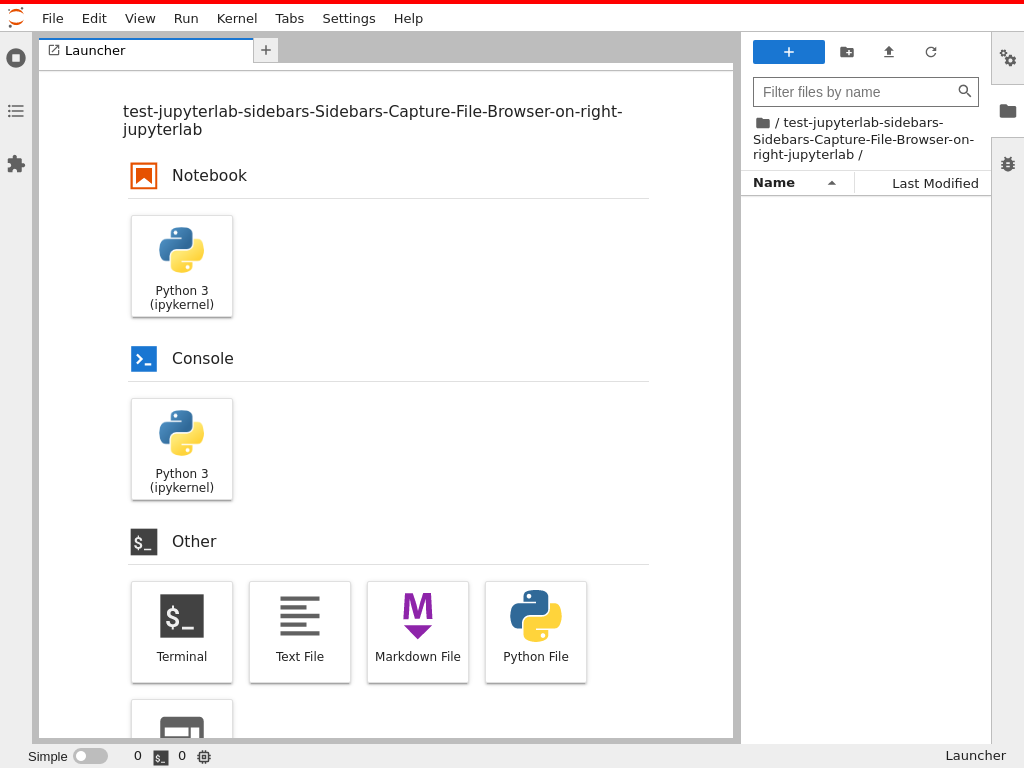 File Edit View Run Kernel Tabs Settings Help
Launcher
test-jupyterlab-sidebars-Sidebars-Capture-File-Browser-on-right-
jupyterlab
Notebook
Python 3
(ipykernel)
Console
Python 3
(ipykernel)
$_ Other
$_
Terminal
Text File
M
Markdown File
Python File
Filter files by name
/ test-jupyterlab-sidebars-
Sidebars-Capture-File-Browser-on-
right-jupyterlab /
Name Last Modified
Simple 0 $_ 0 Launcher